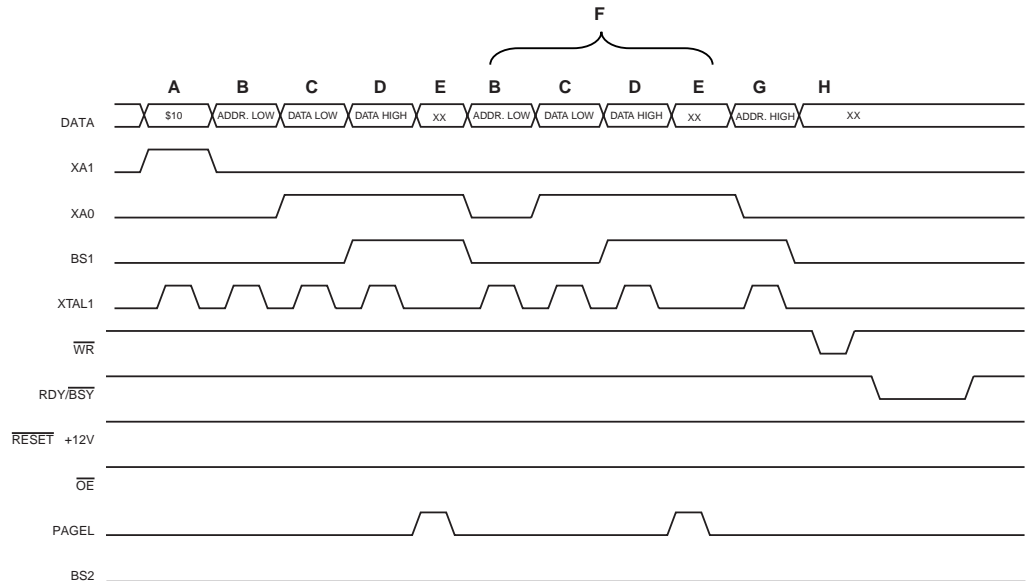 F
A B C D E B C D E G H
DATA $10 ADDR. LOW DATA LOW DATA HIGH XX ADDR. LOW DATA LOW DATA HIGH XX ADDR. HIGH XX
XA1
XA0
BS1
XTAL1
WR
RDY/BSY
RESET +12V
OE
PAGEL
BS2